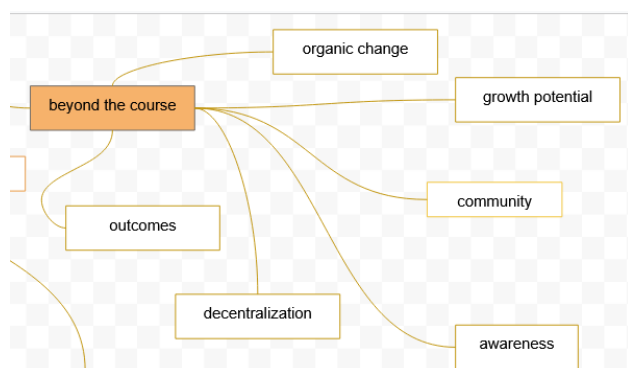 organic change
growth potential
beyond the course
community
outcomes
decentralization
awareness